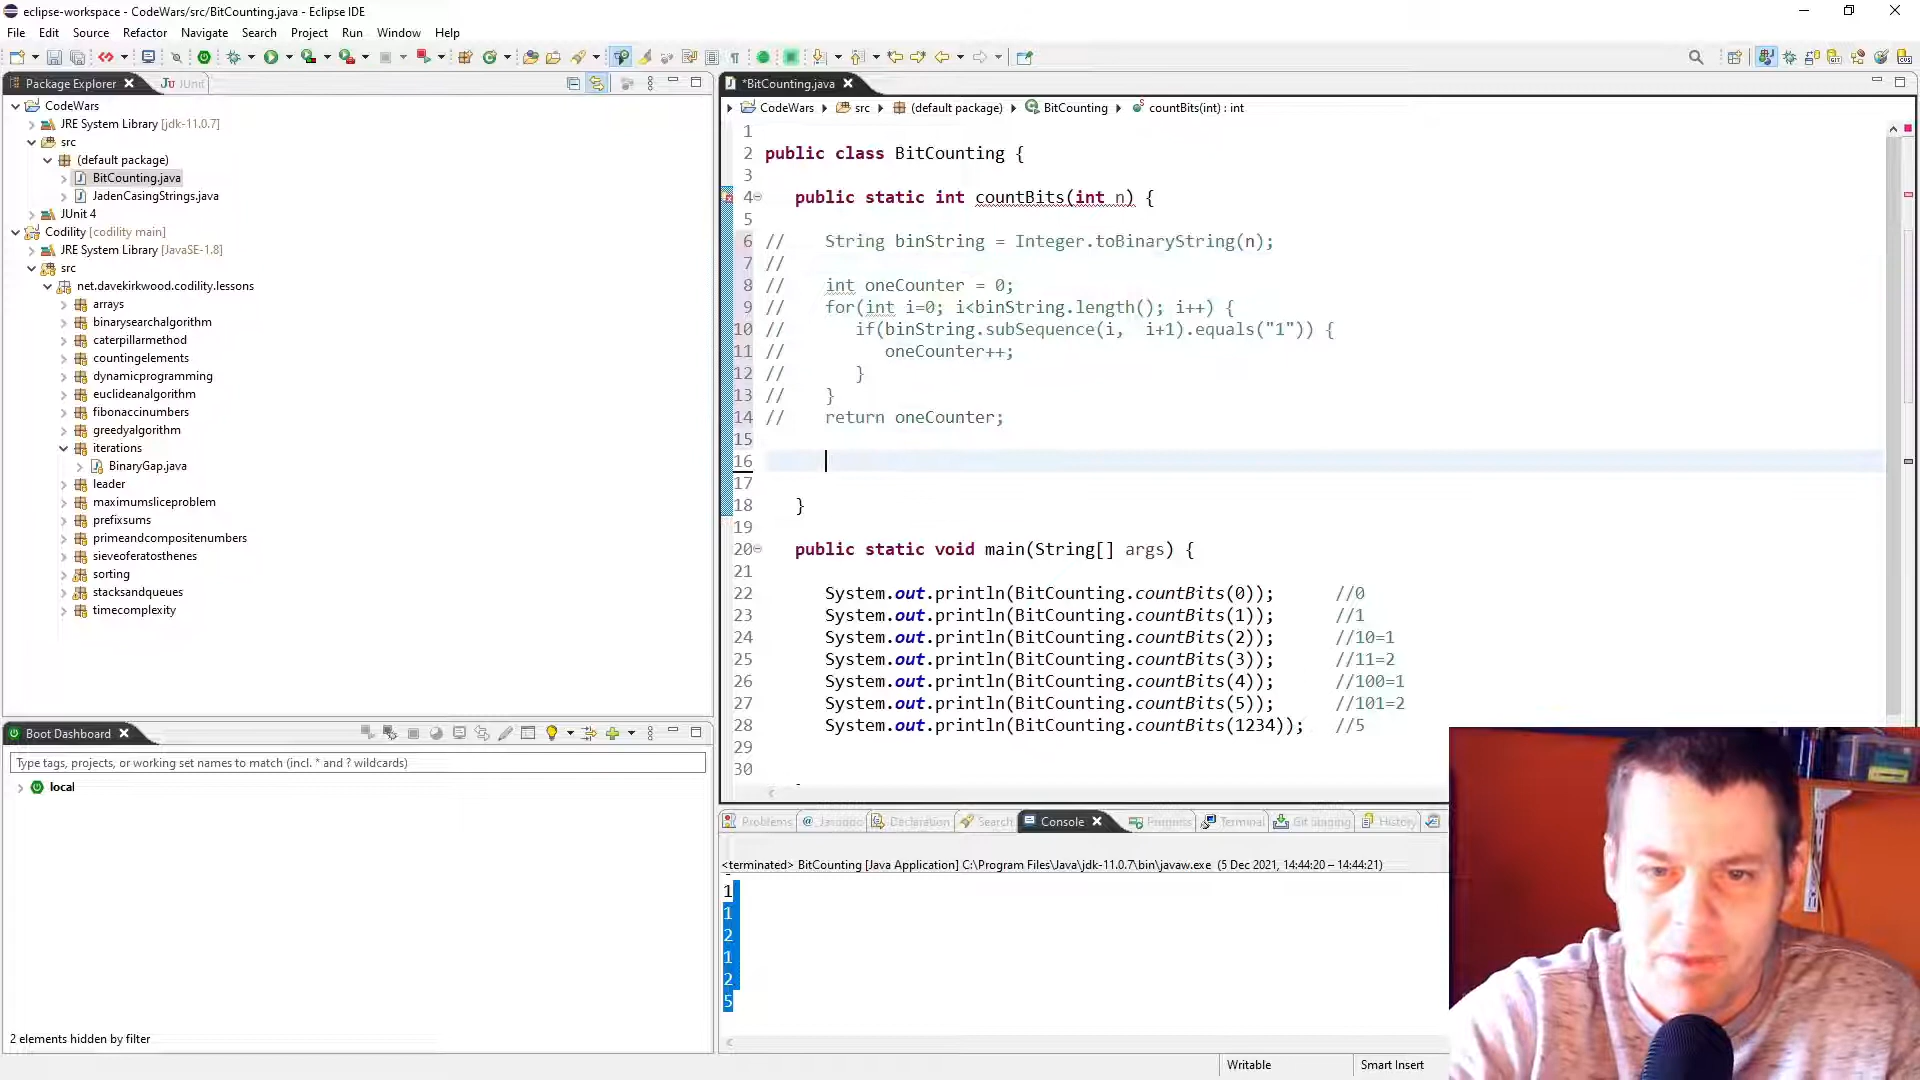 eclipse-workspace - CodeWars/src/BitCounting.java - Eclipse IDE
File Edit Source Refactor Navigate Search Project Run Window Help
Package Explorer
JUnit
CodeWars
JRE System Library [jdk-11.0.7]
src
(default package)
BitCounting.java
JadenCasingStrings.java
JUnit 4
Codility [codility main]
JRE System Library [JavaSE-1.8]
src
net.davekirkwood.codility.lessons
arrays
binarysearchalgorithm
caterpillarmethod
countingelements
dynamicprogramming
euclideanalgorithm
fibonaccinumbers
greedyalgorithm
iterations
BinaryGap.java
leader
maximumsliceproblem
prefixsums
primeandcompositenumbers
sieveoferatosthenes
sorting
stacksandqueues
timecomplexity
Boot Dashboard
Type tags, projects, or working set names to match (incl. * and ? wildcards)
local
2 elements hidden by filter
*BitCounting.java
CodeWars src (default package) BitCounting countBits(int) : int
1
2 public class BitCounting {
3
4 public static int countBits(int n) {
5
6 // String binString = Integer.toBinaryString(n);
7 //
8 // int oneCounter = 0;
9 // for(int i=0; i<binString.length(); i++) {
10 // if(binString.subSequence(i, i+1).equals("1")) {
11 // oneCounter++;
12 // }
13 // }
14 // return oneCounter;
15
16
17
18 }
19
20 public static void main(String[] args) {
21
22 System.out.println(BitCounting.countBits(0)); //0
23 System.out.println(BitCounting.countBits(1)); //1
24 System.out.println(BitCounting.countBits(2)); //10=1
25 System.out.println(BitCounting.countBits(3)); //11=2
26 System.out.println(BitCounting.countBits(4)); //100=1
27 System.out.println(BitCounting.countBits(5)); //101=2
28 System.out.println(BitCounting.countBits(1234)); //5
29
30
Problems Javadoc Declaration Search Console Terminal Git Staging History
<terminated> BitCounting [Java Application] C:\Program Files\Java\jdk-11.0.7\bin\javaw.exe (5 Dec 2021, 14:44:20 – 14:44:21)
1
1
2
1
2
5
Writable Smart Insert